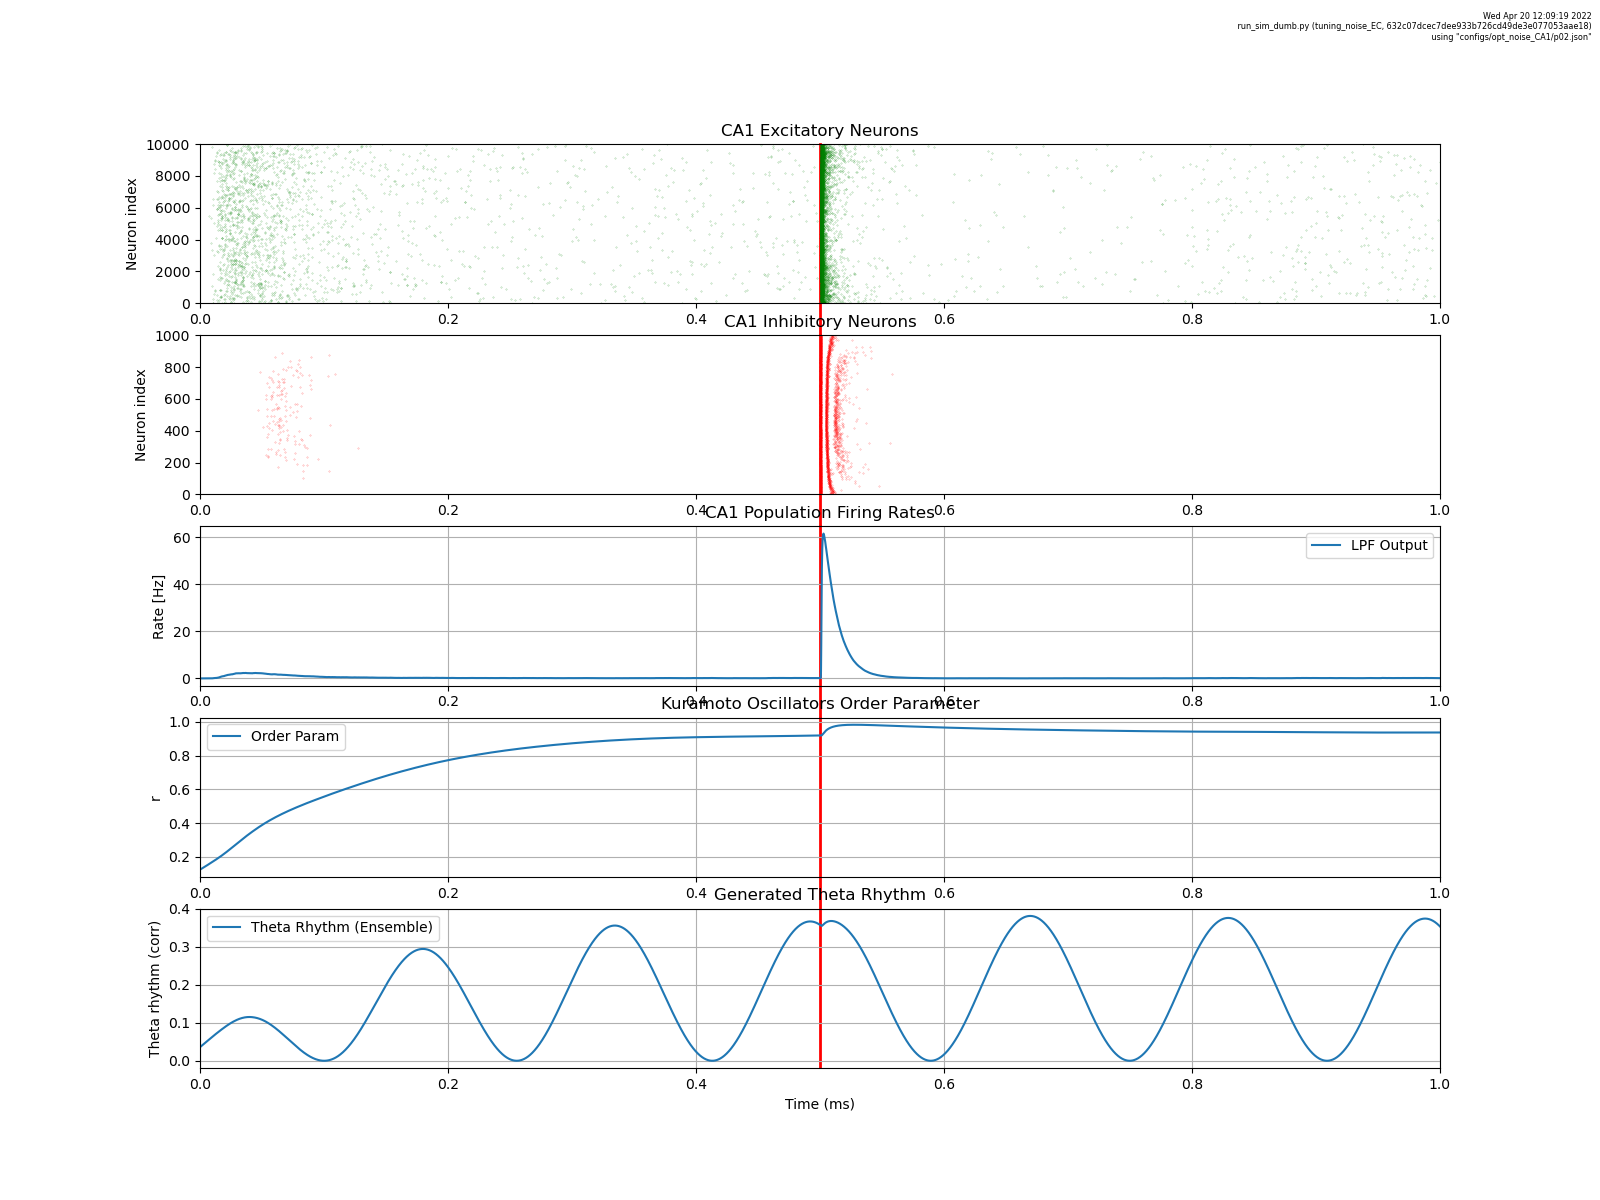 Wed Apr 20 12:09:19 2022
run_sim_dumb.py (tuning_noise_EC, 632c07dcec7dee933b726cd49de3e077053aae18)
using "configs/opt_noise_CA1/p02.json"
CA1 Excitatory Neurons
Neuron index
10000
8000
6000
4000
2000
0
0.0 0.2 0.4 0.6 0.8 1.0
CA1 Inhibitory Neurons
Neuron index
1000
800
600
400
200
0
0.0 0.2 0.4 0.6 0.8 1.0
CA1 Population Firing Rates
Rate [Hz]
60
40
20
0
LPF Output
0.0 0.2 0.4 0.6 0.8 1.0
Kuramoto Oscillators Order Parameter
r
1.0
0.8
0.6
0.4
0.2
Order Param
0.0 0.2 0.4 0.6 0.8 1.0
Generated Theta Rhythm
Theta rhythm (corr)
0.4
0.3
0.2
0.1
0.0
Theta Rhythm (Ensemble)
0.0 0.2 0.4 0.6 0.8 1.0
Time (ms)